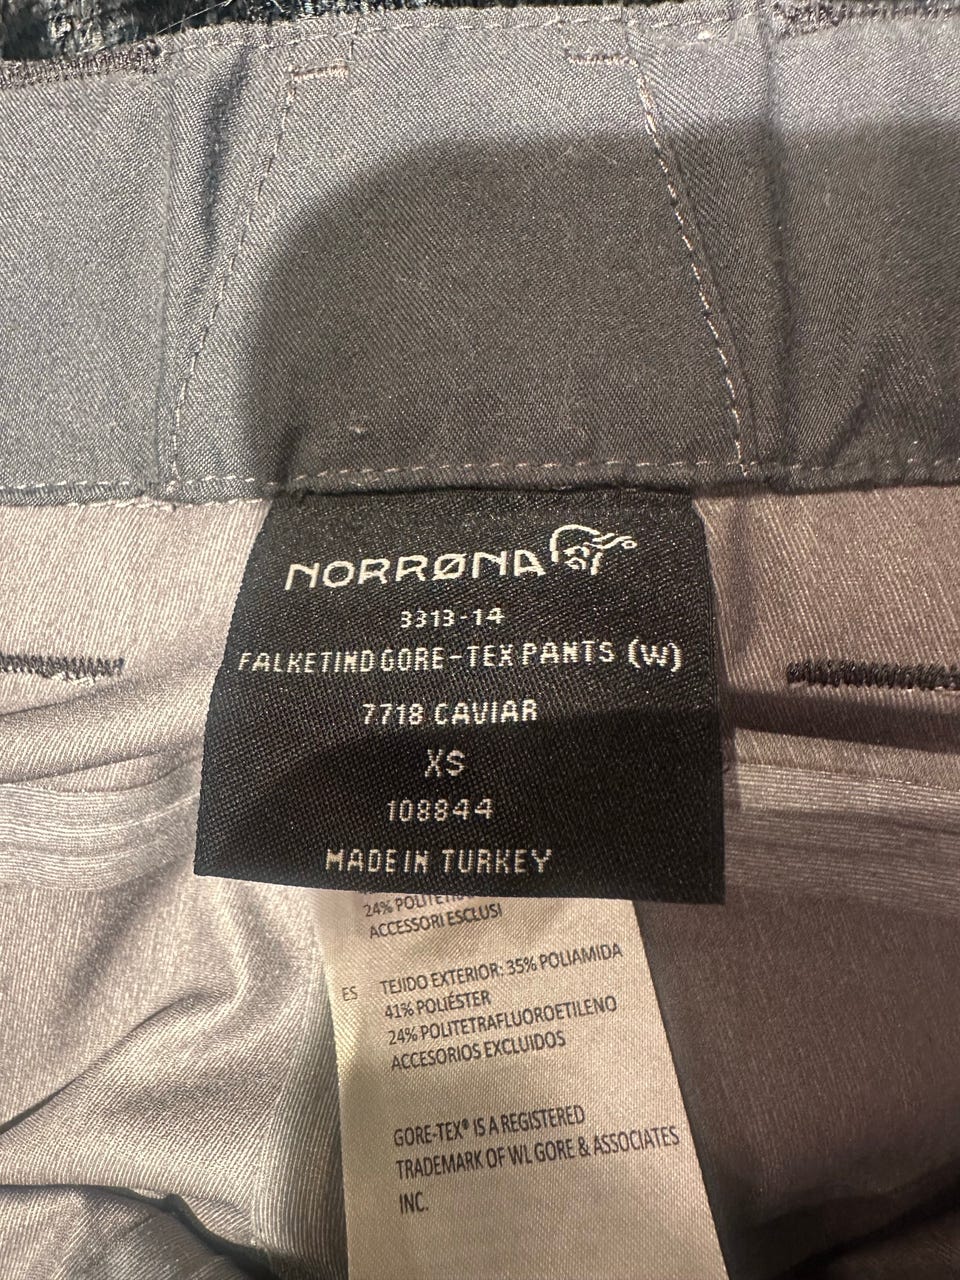 NORRØNA
3313-14
FALKETIND GORE-TEX PANTS (W)
7718 CAVIAR
XS
108844
MADE IN TURKEY
24%
ACCESSORI ESCLUSI
ES TEJIDO EXTERIOR: 35% POLIAMIDA
41% POLIÉSTER
24% POLITETRAFLUOROETILENO
ACCESORIOS EXCLUIDOS
GORE-TEX® IS A REGISTERED
TRADEMARK OF WL GORE & ASSOCIATES
INC.